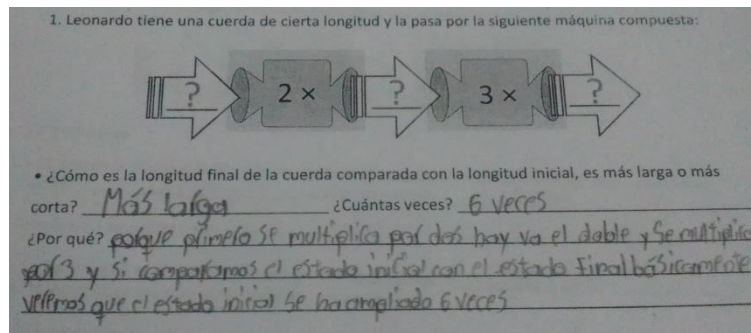 1. Leonardo tiene una cuerda de cierta longitud y la pasa por la siguiente máquina compuesta:
? 2 × ? 3 × ?
• ¿Cómo es la longitud final de la cuerda comparada con la longitud inicial, es más larga o más
corta? Más larga ¿Cuántas veces? 6 veces
¿Por qué? porque primero se multiplica por dos hay va el doble y se multiplica
por 3 y si comparamos el estado inicial con el estado final básicamente
veremos que el estado inicial se ha ampliado 6 veces